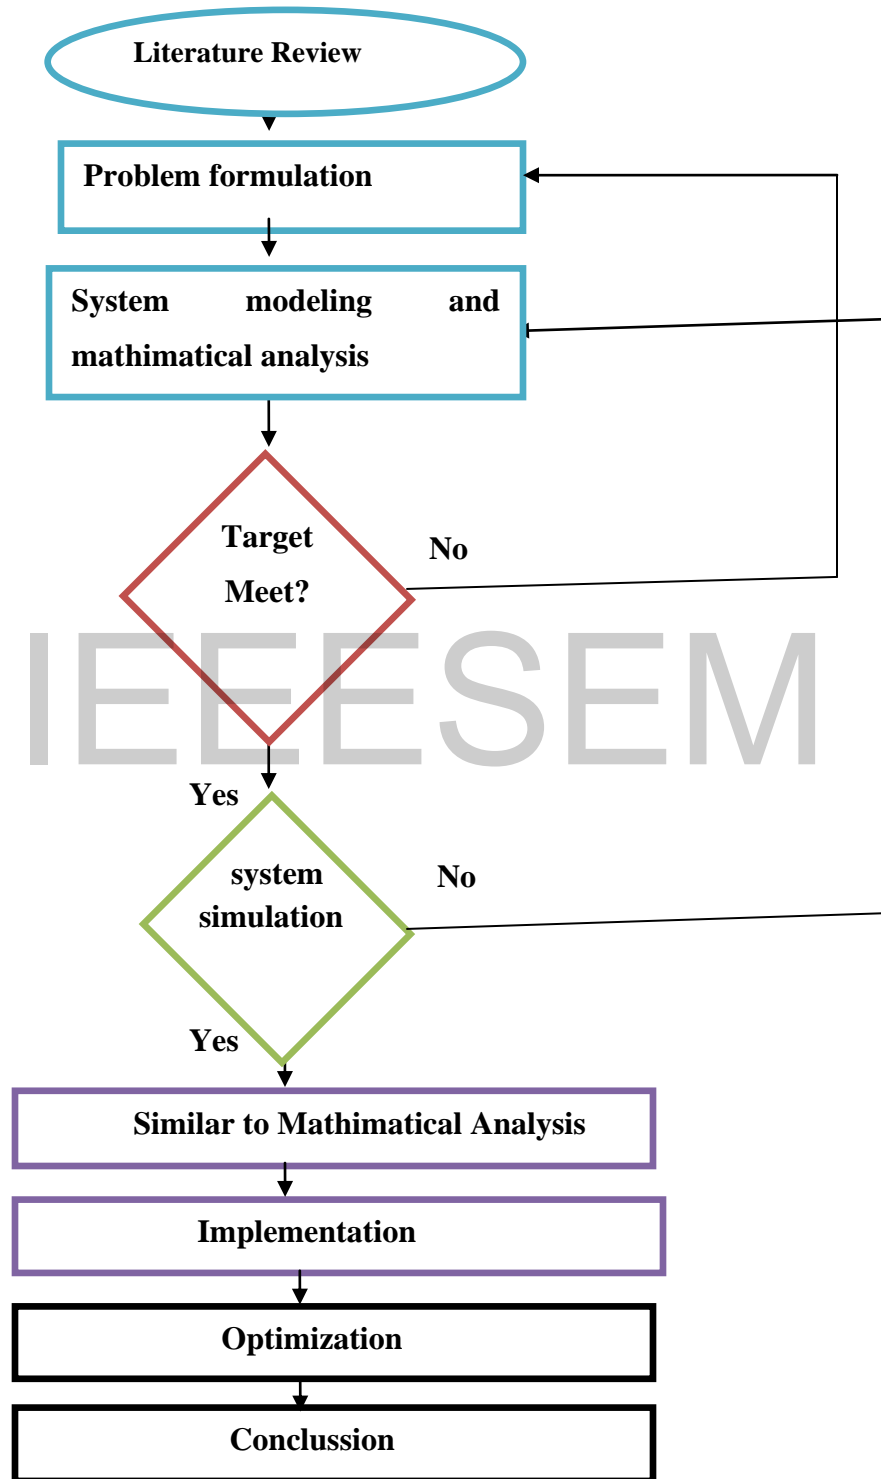 Literature Review
Problem formulation
System modeling and
mathimatical analysis
Target
Meet?
No
IEEESEM
Yes
system
simulation
No
Yes
Similar to Mathimatical Analysis
Implementation
Optimization
Conclussion